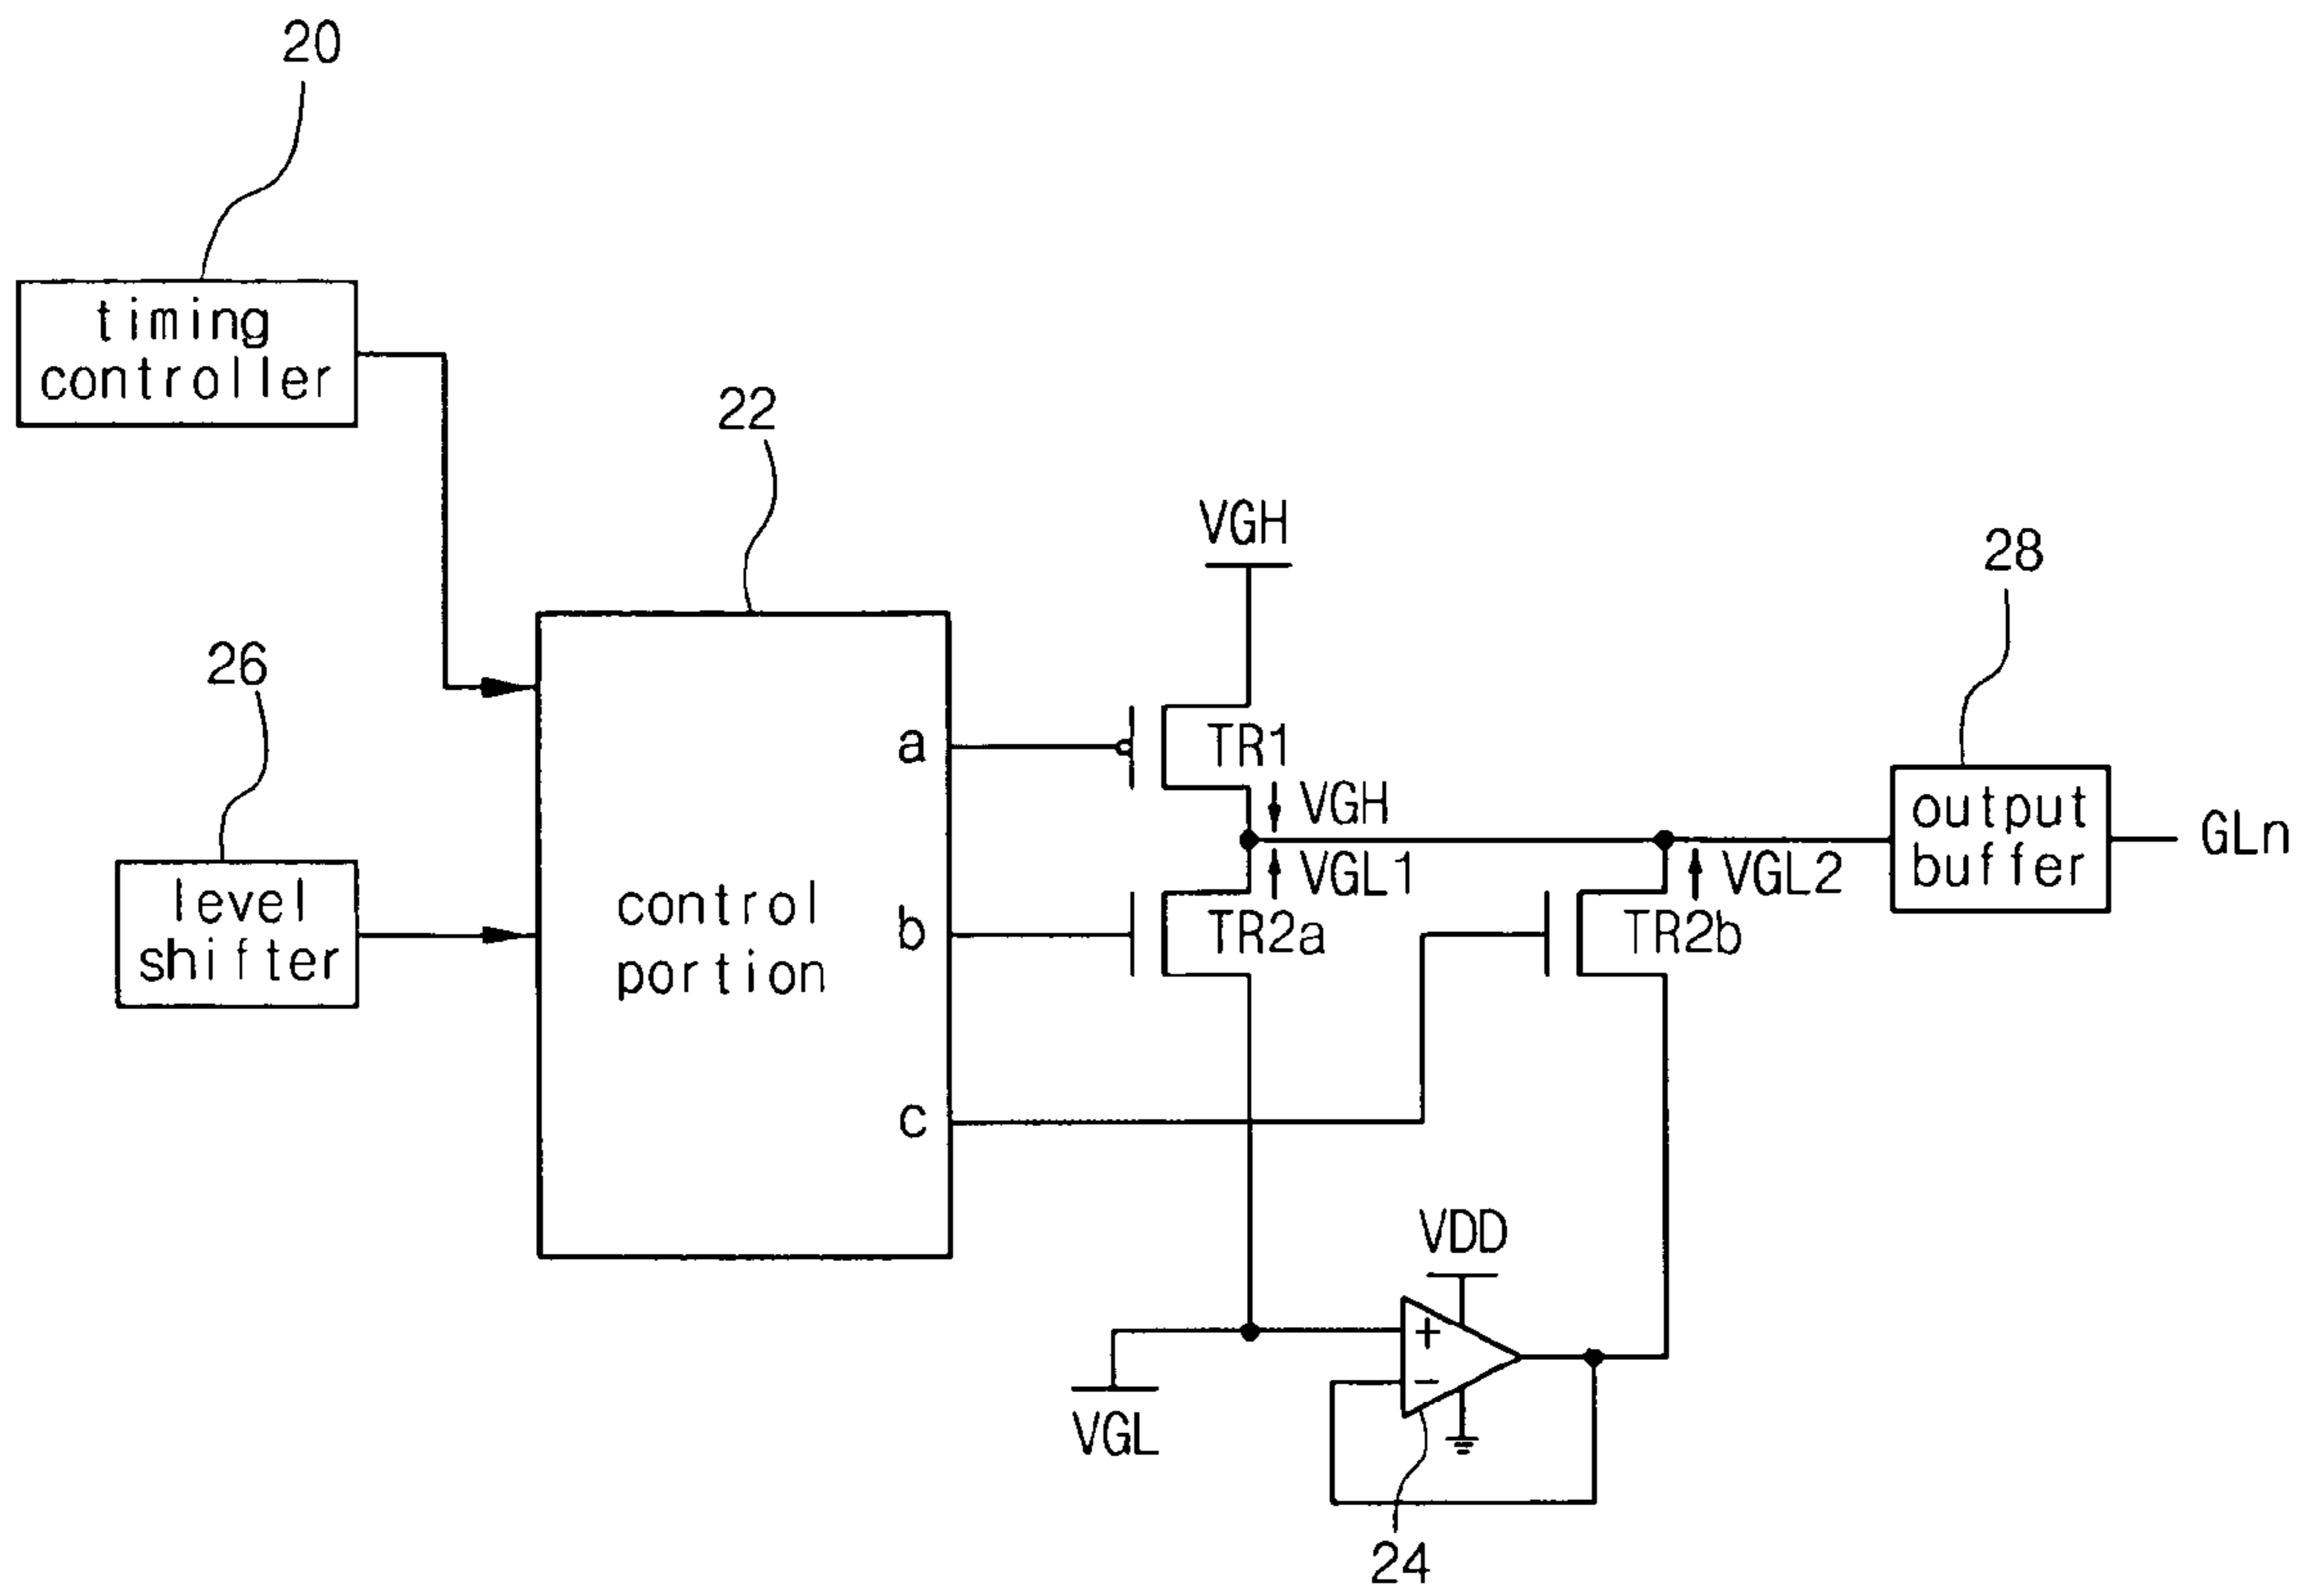 20
timing
controller
22
VGH
28
26
a
TR1
VGH
output
buffer
GLn
VGL1
VGL2
level
shifter
control
portion
b
TR2a
TR2b
c
VDD
+
−
VGL
24